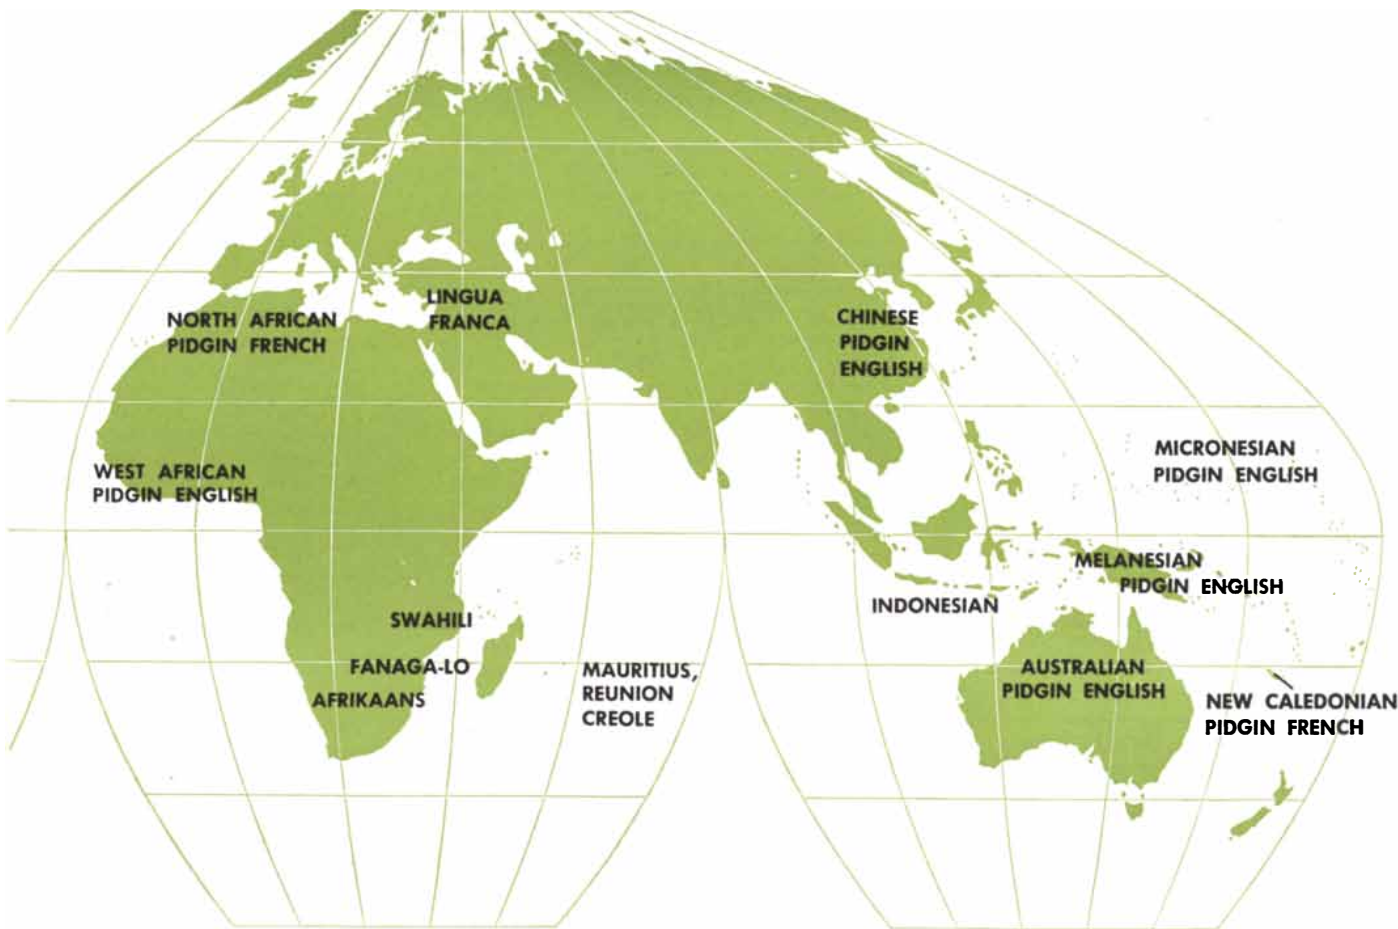 LINGUA
FRANCA
NORTH AFRICAN
PIDGIN FRENCH
CHINESE
PIDGIN
ENGLISH
WEST AFRICAN
PIDGIN ENGLISH
MICRONESIAN
PIDGIN ENGLISH
MELANESIAN
PIDGIN ENGLISH
INDONESIAN
SWAHILI
FANAGA-LO
AFRIKAANS
MAURITIUS,
REUNION
CREOLE
AUSTRALIAN
PIDGIN ENGLISH
NEW CALEDONIAN
PIDGIN FRENCH